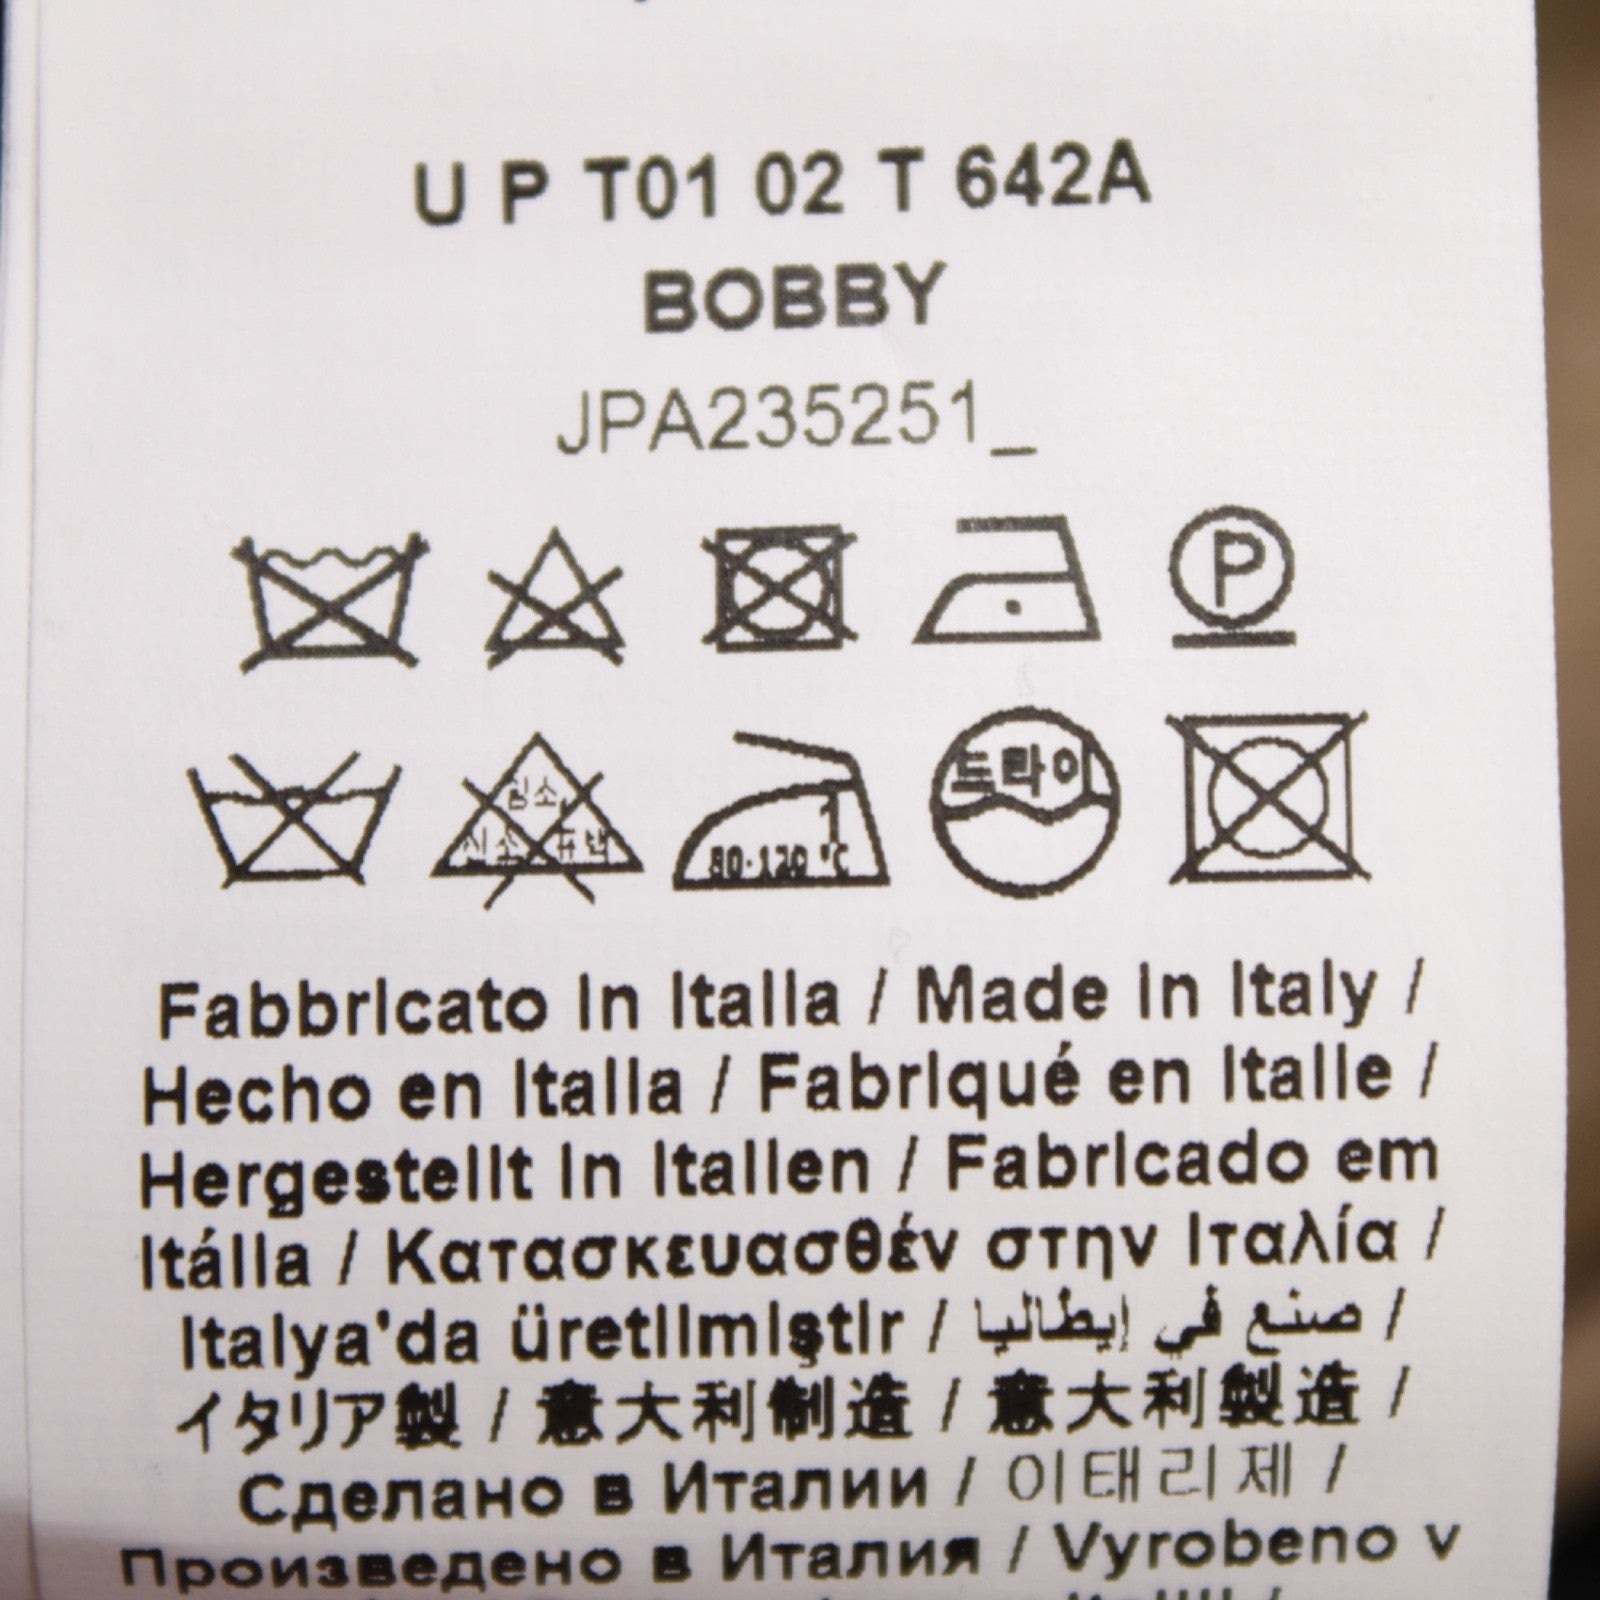 U P T01 02 T 642A
BOBBY
JPA235251_
P
드라이
80-120 °C
Fabbricato in Italia / Made in Italy /
Hecho en Italia / Fabriqué en Italie /
Hergestellt in Italien / Fabricado em
Itália / Κατασκευασθέν στην Ιταλία /
Italya'da üretilmiştir / صنع في إيطاليا /
イタリア製 / 意大利制造 / 意大利製造 /
Сделано в Италии / 이태리제 /
Произведено в Италия / Vyrobeno v